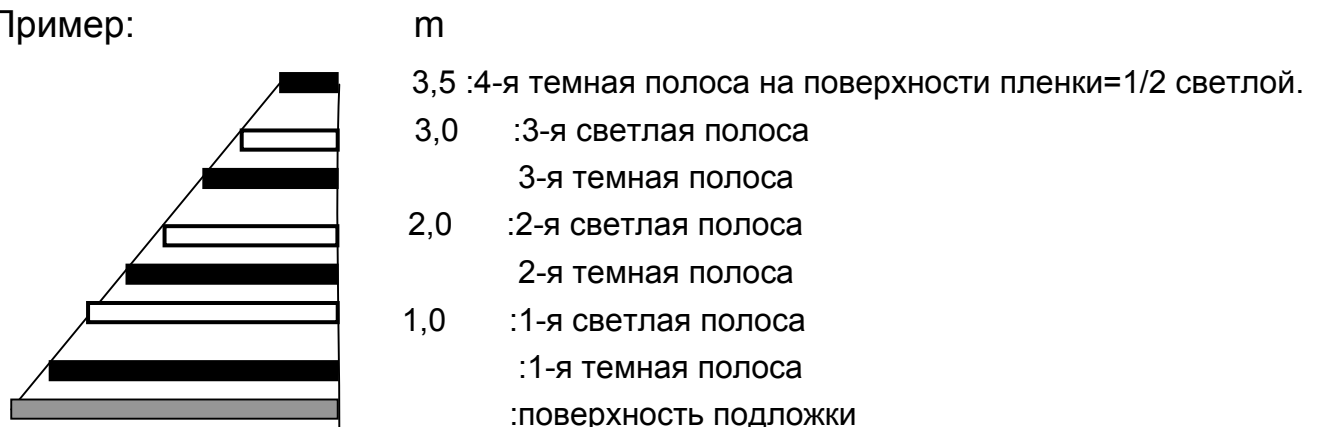 Пример: m
3,5 :4-я темная полоса на поверхности пленки=1/2 светлой.
3,0 :3-я светлая полоса
3-я темная полоса
2,0 :2-я светлая полоса
2-я темная полоса
1,0 :1-я светлая полоса
:1-я темная полоса
:поверхность подложки